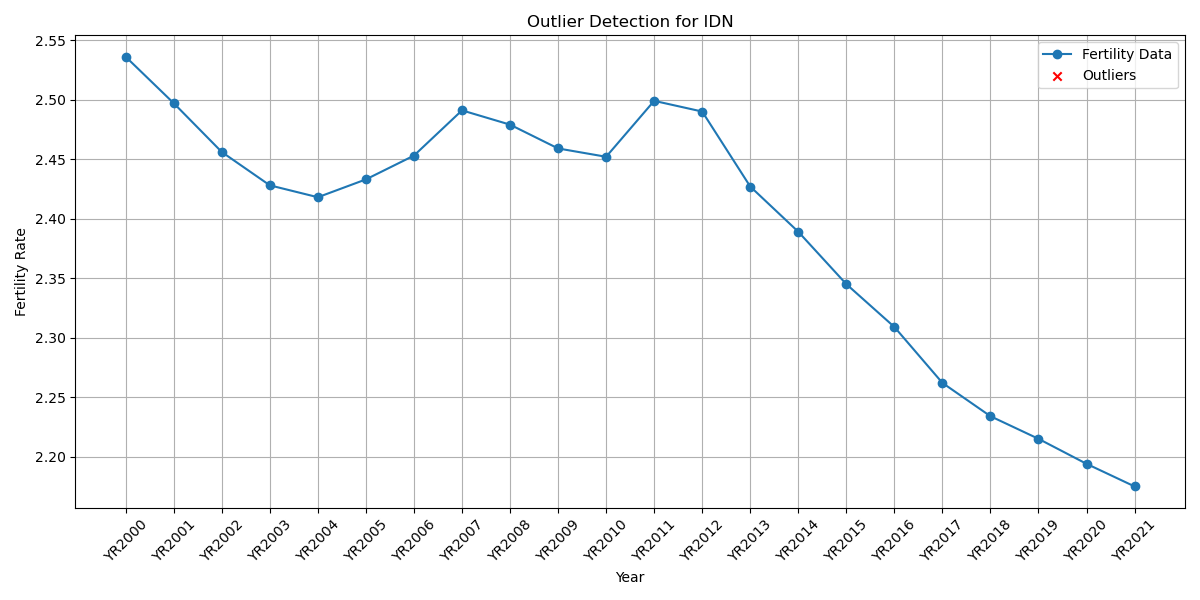 Outlier Detection for IDN
Fertility Data
Outliers
Fertility Rate
2.55
2.50
2.45
2.40
2.35
2.30
2.25
2.20
YR2000
YR2001
YR2002
YR2003
YR2004
YR2005
YR2006
YR2007
YR2008
YR2009
YR2010
YR2011
YR2012
YR2013
YR2014
YR2015
YR2016
YR2017
YR2018
YR2019
YR2020
YR2021
Year